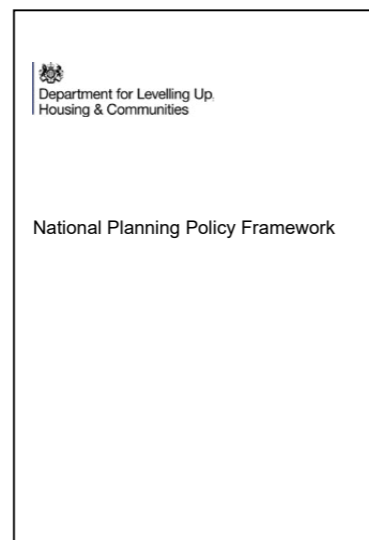 Department for Levelling Up,
Housing & Communities
National Planning Policy Framework